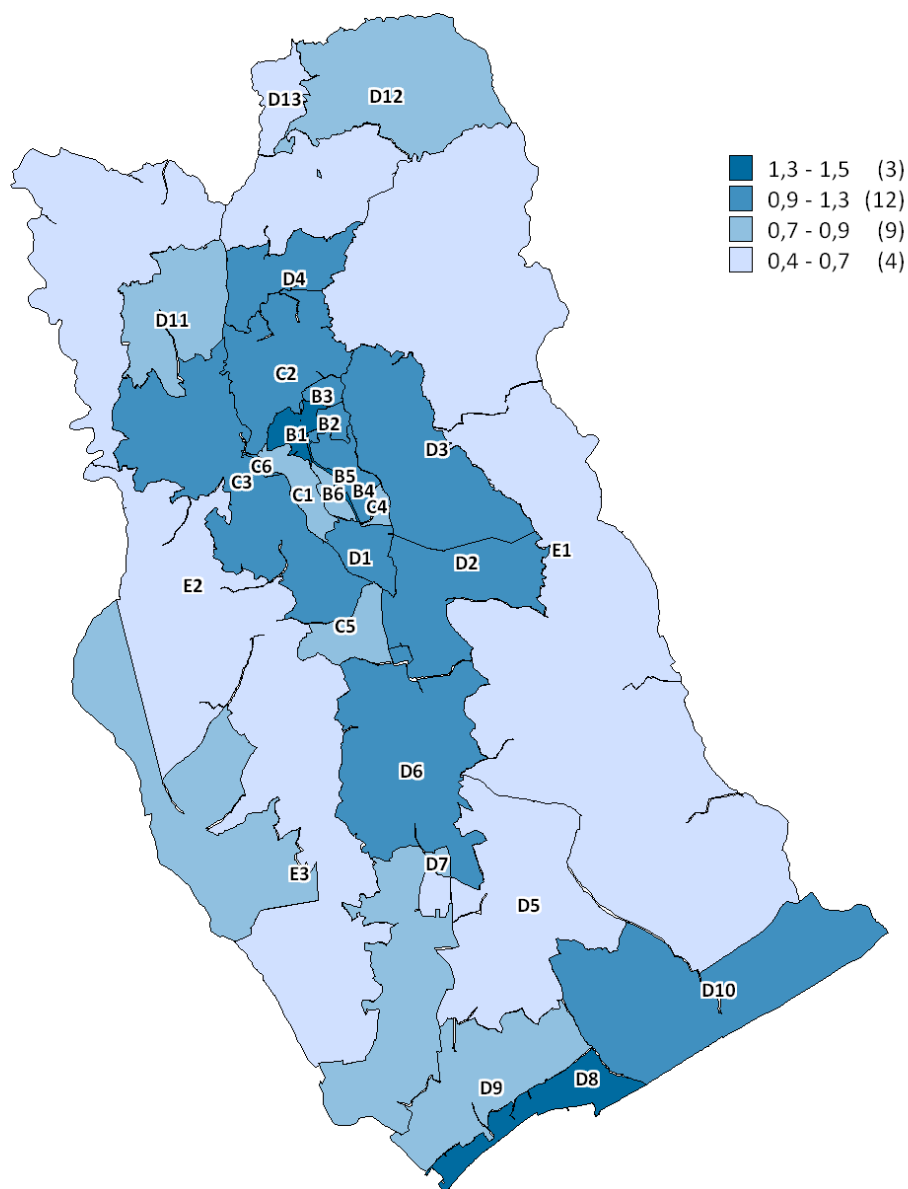 D13
D12
1,3 - 1,5 (3)
0,9 - 1,3 (12)
0,7 - 0,9 (9)
0,4 - 0,7 (4)
D4
D11
C2
B3
B2
B1
D3
C6
C3
B5
B4
C1
B6
C4
D1
D2
E1
E2
C5
D6
D7
E3
D5
D10
D8
D9